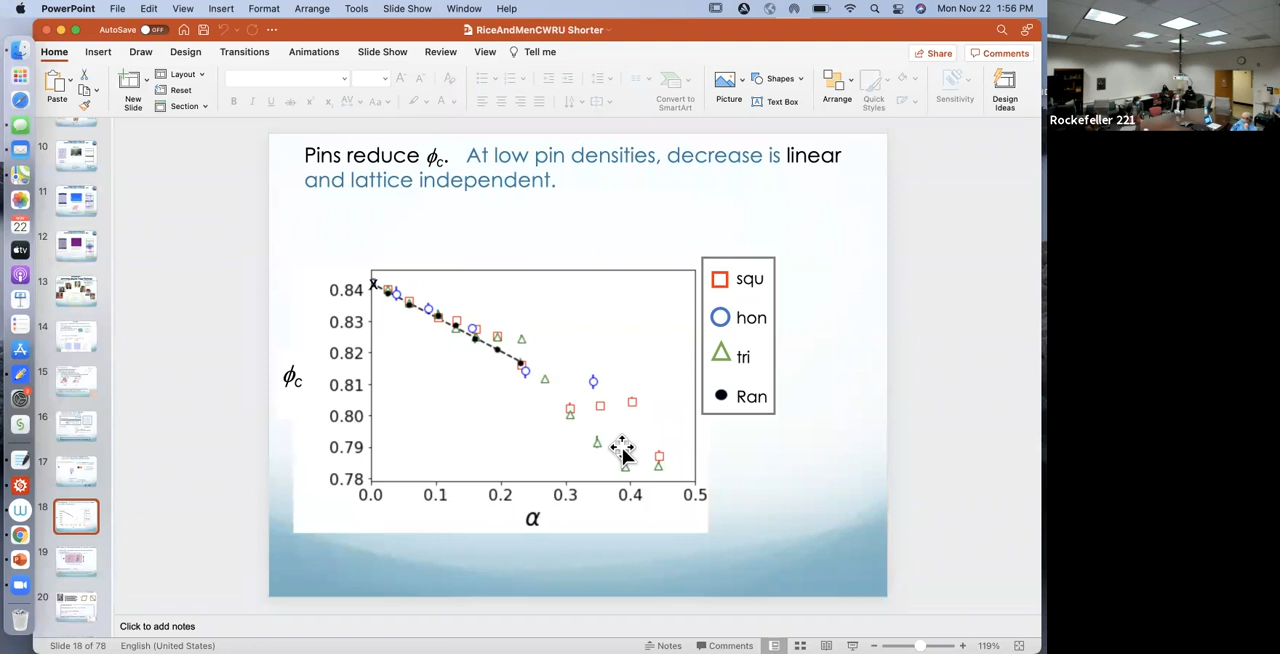 PowerPoint File Edit View Insert Format Arrange Tools Slide Show Window Help Mon Nov 22 1:56 PM
AutoSave OFF RiceAndMenCWRU Shorter
Home Insert Draw Design Transitions Animations Slide Show Review View Tell me Share Comments
Paste New Slide Layout Reset Section Convert to SmartArt Picture Shapes Text Box Arrange Quick Styles Sensitivity Design Ideas
Rockefeller 221
10
11
12
13
14
15
16
17
18
19
20
Pins reduce ϕc. At low pin densities, decrease is linear
and lattice independent.
0.84
0.83
0.82
0.81
0.80
0.79
0.78
ϕc
0.0 0.1 0.2 0.3 0.4 0.5
α
squ
hon
tri
Ran
Click to add notes
Slide 18 of 78 English (United States) Notes Comments 119%